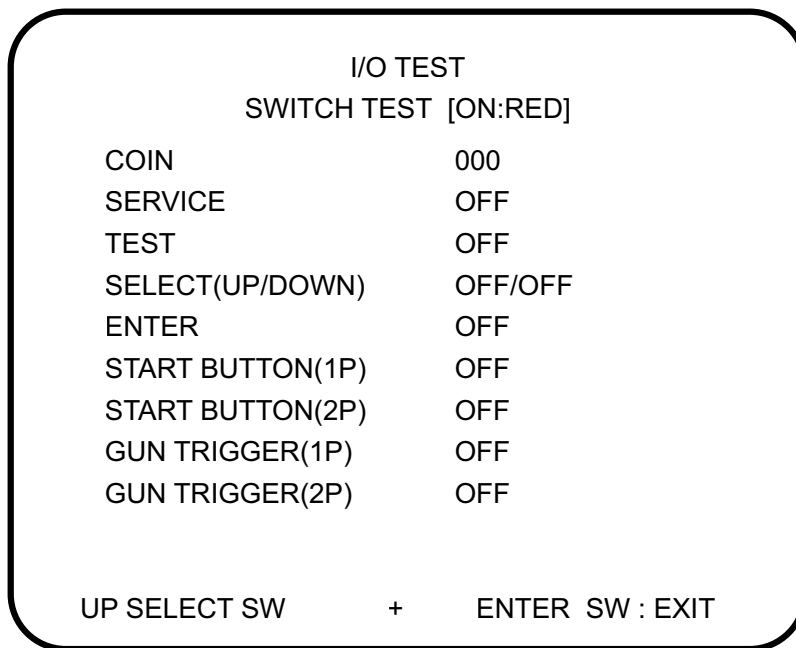 I/O TEST
SWITCH TEST [ON:RED]
COIN 000
SERVICE OFF
TEST OFF
SELECT(UP/DOWN) OFF/OFF
ENTER OFF
START BUTTON(1P) OFF
START BUTTON(2P) OFF
GUN TRIGGER(1P) OFF
GUN TRIGGER(2P) OFF
UP SELECT SW + ENTER SW : EXIT